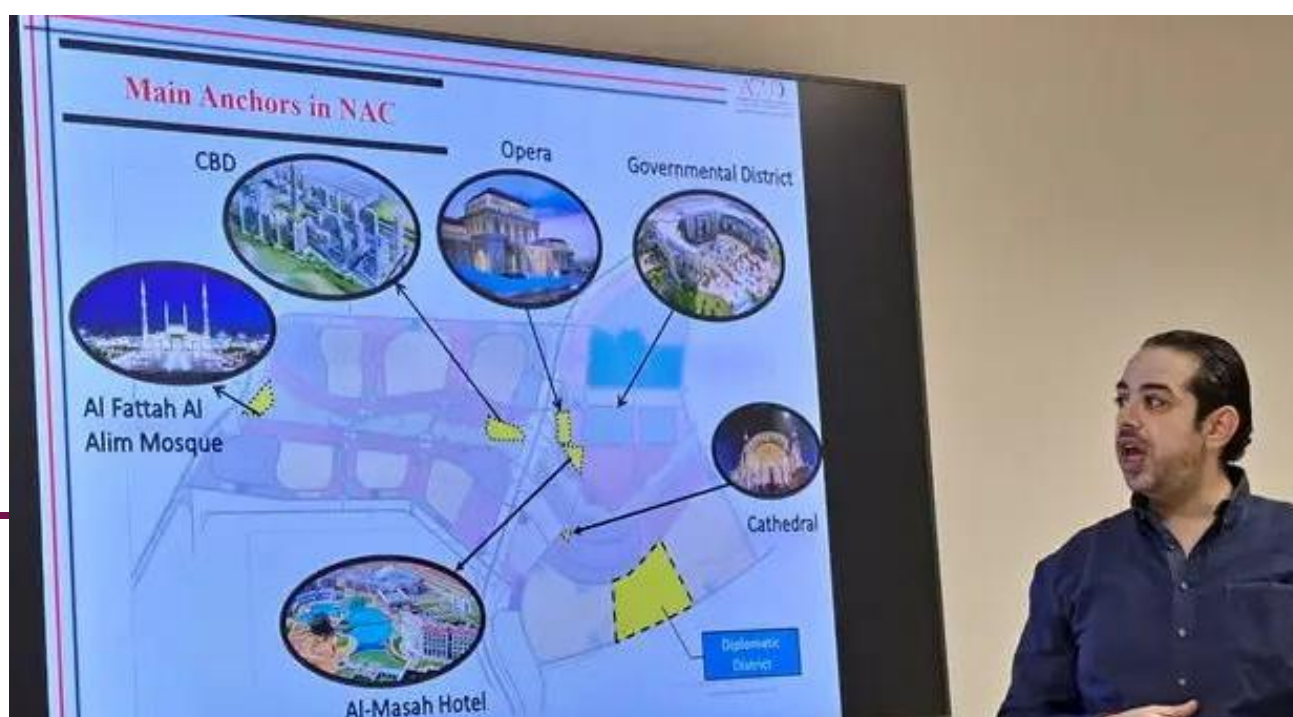 Main Anchors in NAC
CBD
Opera
Governmental District
Al Fattah Al
Alim Mosque
Cathedral
Diplomatic
District
Al-Masah Hotel